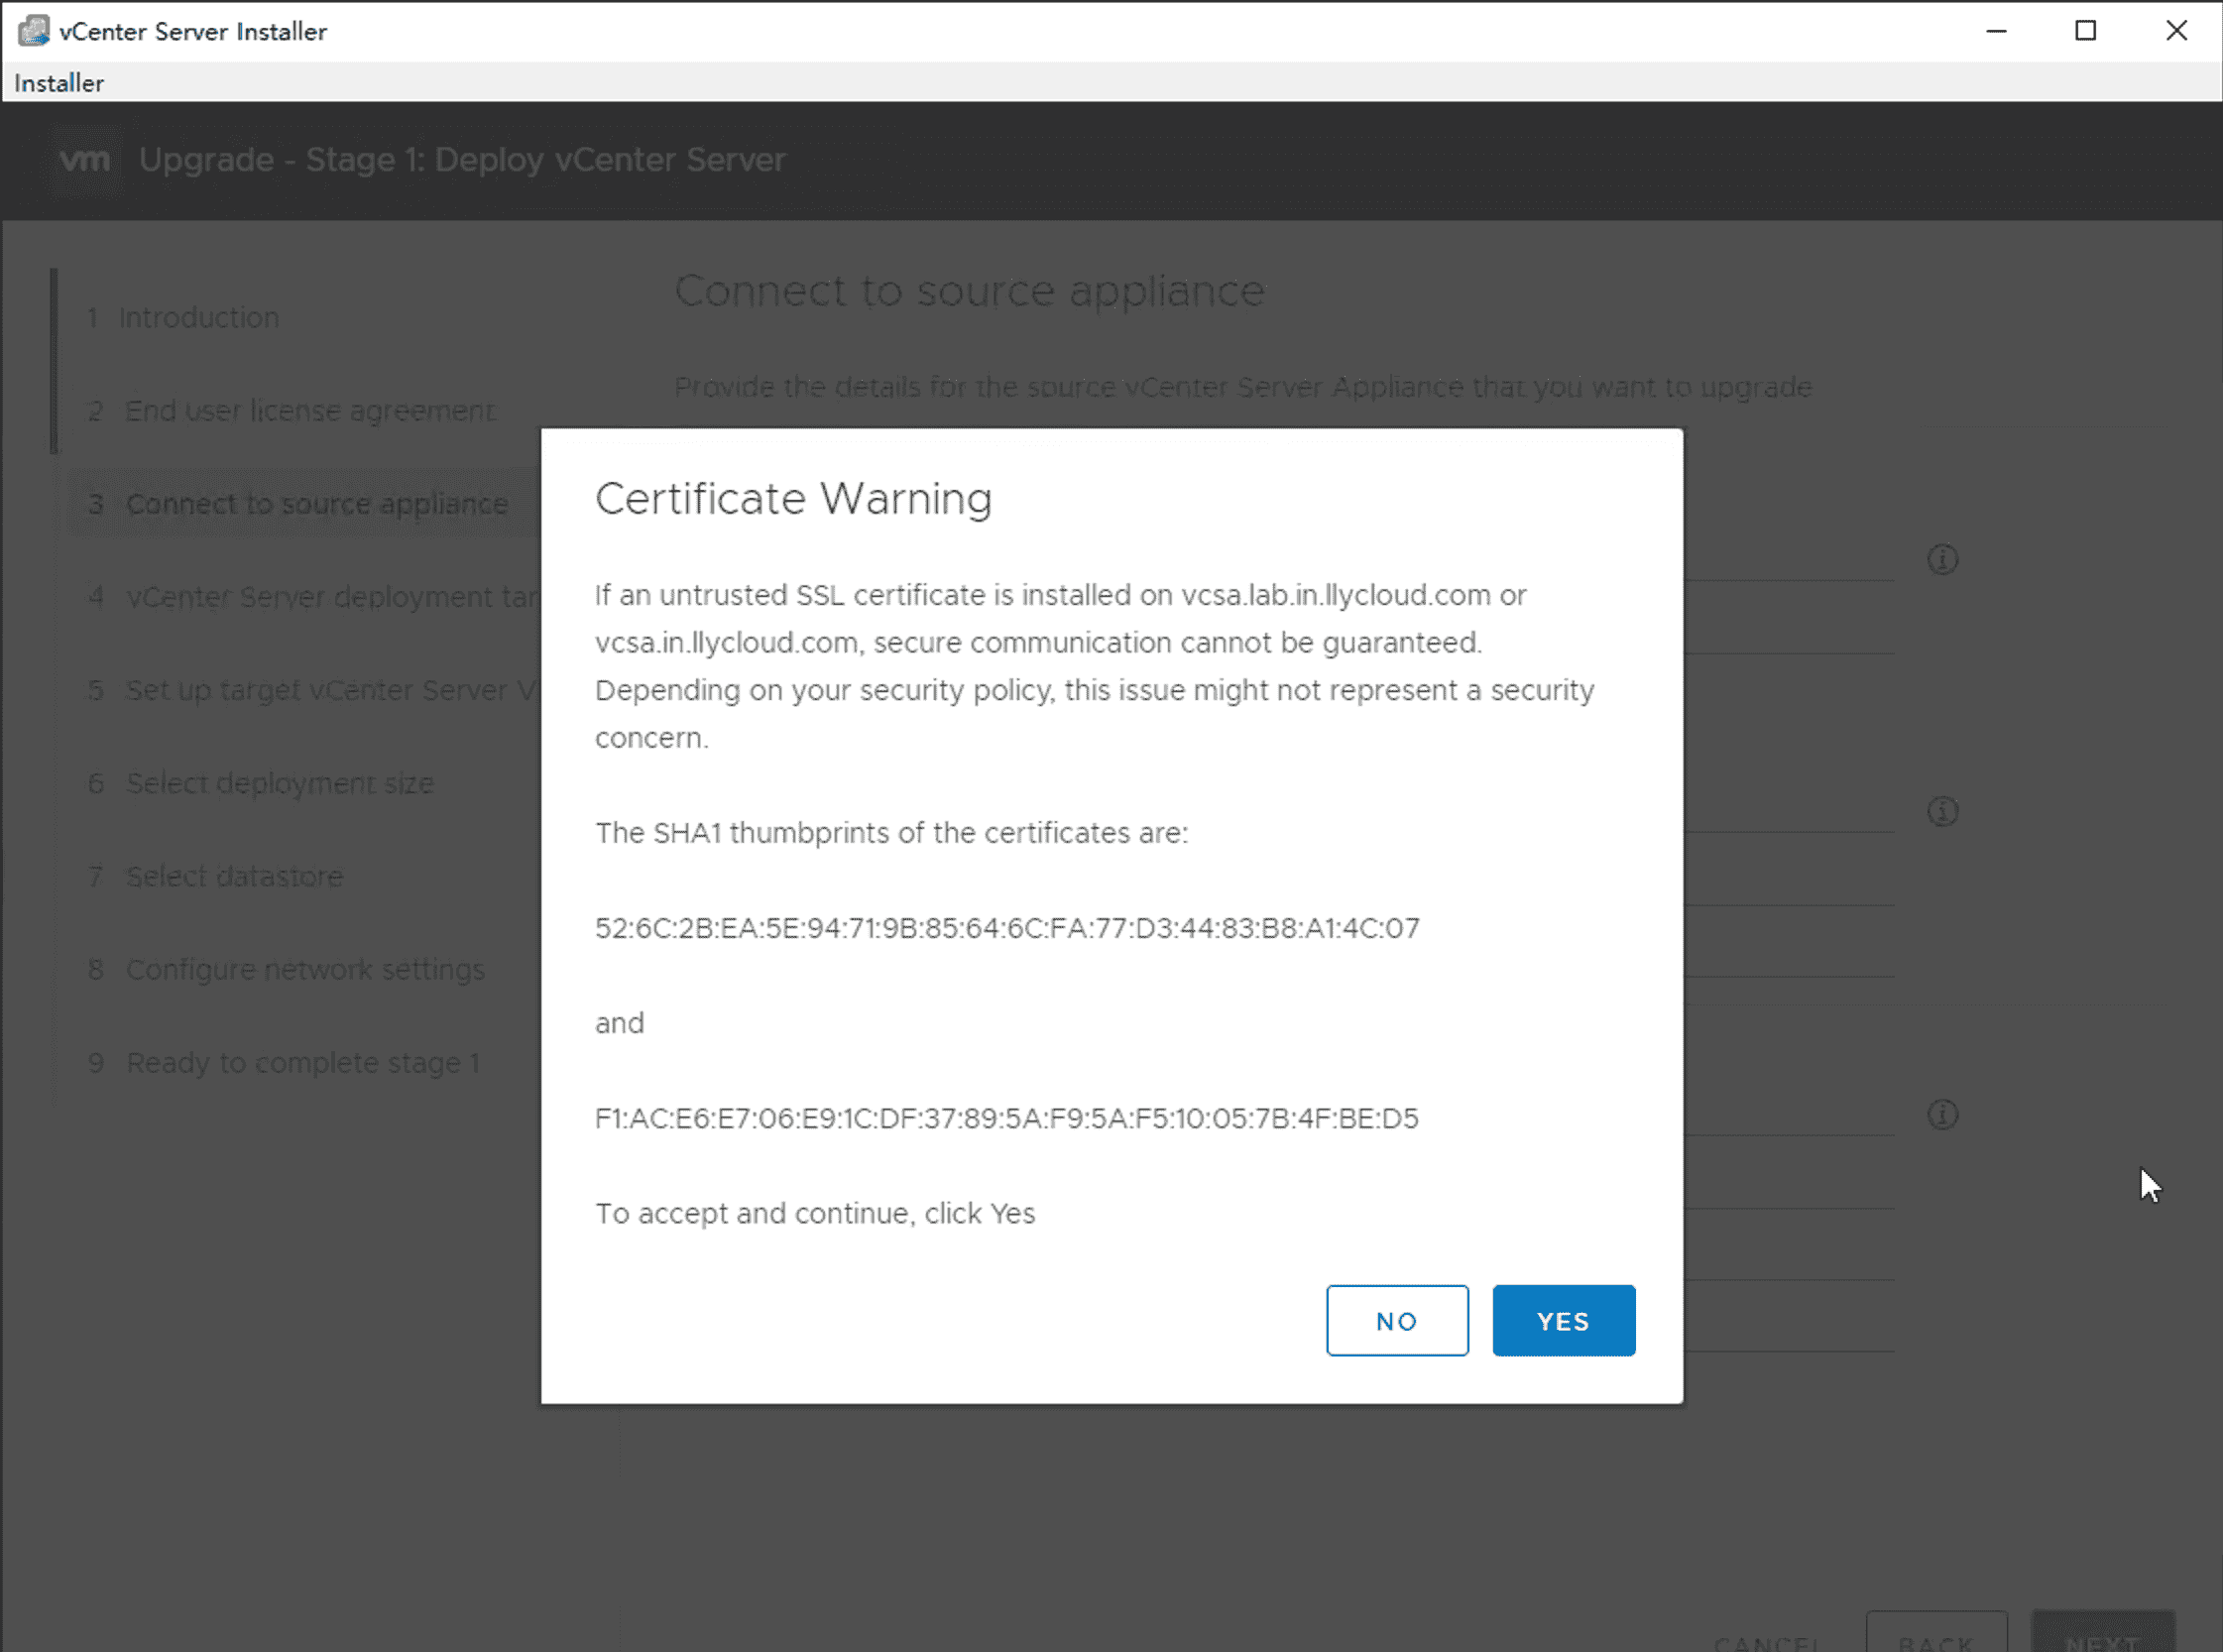 vCenter Server Installer
Installer
vm Upgrade - Stage 1: Deploy vCenter Server
1 Introduction
2 End user license agreement
3 Connect to source appliance
4 vCenter Server deployment tar
5 Set up target vCenter Server V
6 Select deployment size
7 Select datastore
8 Configure network settings
9 Ready to complete stage 1
Connect to source appliance
Provide the details for the source vCenter Server Appliance that you want to upgrade
Certificate Warning
If an untrusted SSL certificate is installed on vcsa.lab.in.llycloud.com or
vcsa.in.llycloud.com, secure communication cannot be guaranteed.
Depending on your security policy, this issue might not represent a security
concern.
The SHA1 thumbprints of the certificates are:
52:6C:2B:EA:5E:94:71:9B:85:64:6C:FA:77:D3:44:83:B8:A1:4C:07
and
F1:AC:E6:E7:06:E9:1C:DF:37:89:5A:F9:5A:F5:10:05:7B:4F:BE:D5
To accept and continue, click Yes
NO YES
CANCEL BACK NEXT